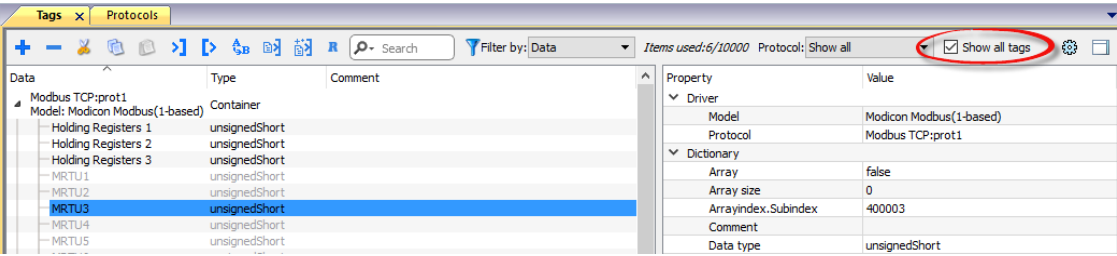 Tags Protocols
Search Filter by: Data Items used:6/10000 Protocol: Show all Show all tags
Data Type Comment
Modbus TCP:prot1
Model: Modicon Modbus(1-based) Container
Holding Registers 1 unsignedShort
Holding Registers 2 unsignedShort
Holding Registers 3 unsignedShort
MRTU1 unsignedShort
MRTU2 unsignedShort
MRTU3 unsignedShort
MRTU4 unsignedShort
MRTU5 unsignedShort
Property Value
Driver
Model Modicon Modbus(1-based)
Protocol Modbus TCP:prot1
Dictionary
Array false
Array size 0
Arrayindex.Subindex 400003
Comment
Data type unsignedShort